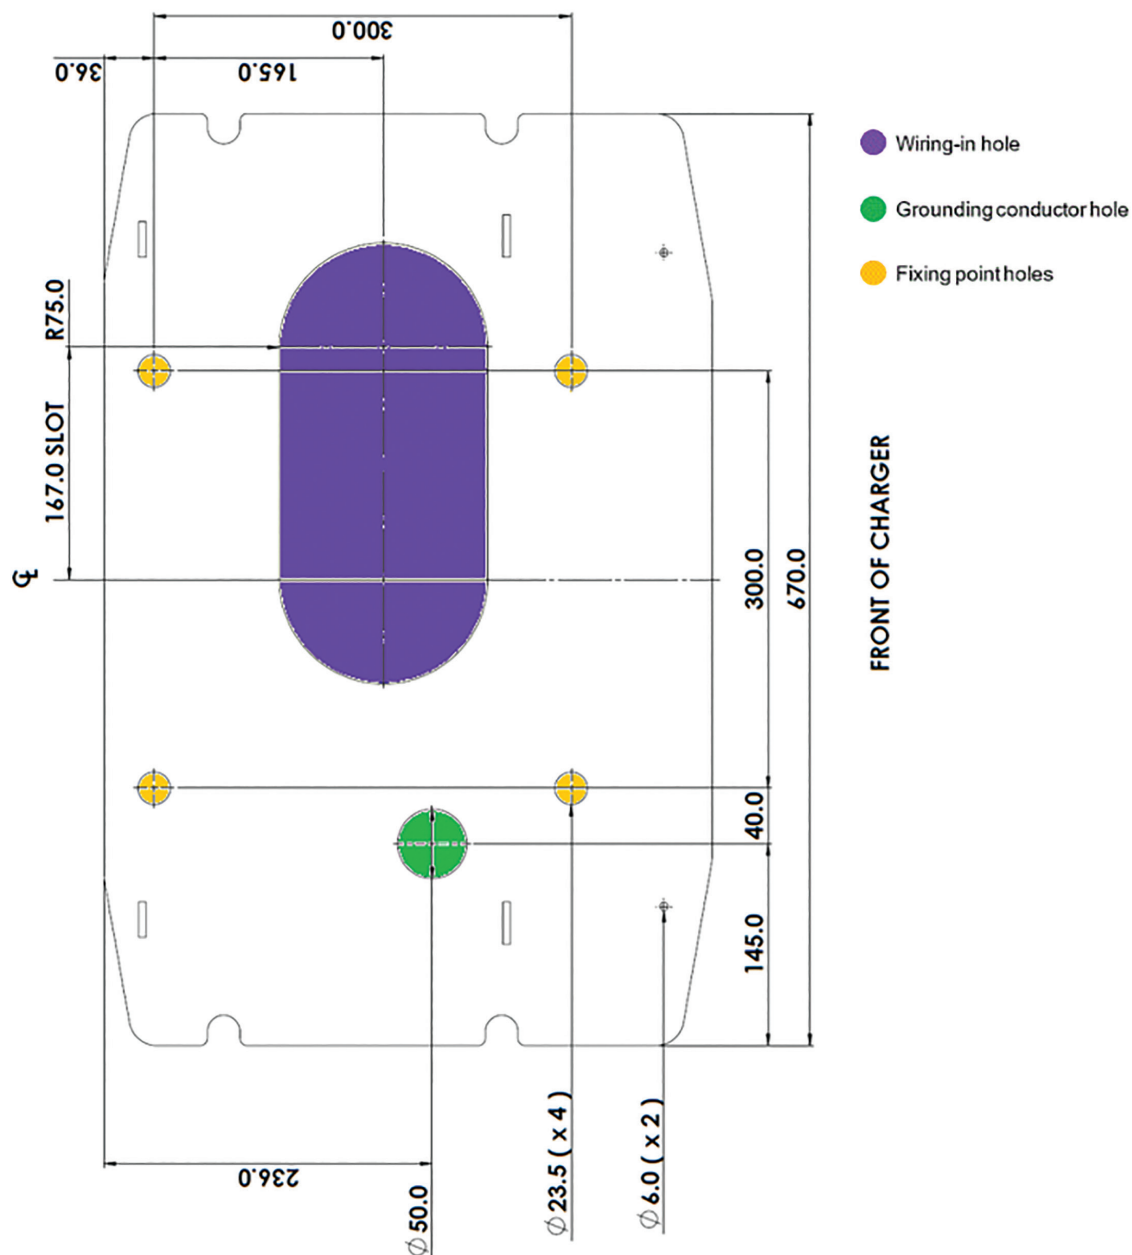 300.0
36.0
165.0
Wiring-in hole
Grounding conductor hole
Fixing point holes
R75.0
167.0 SLOT
℄
300.0
670.0
FRONT OF CHARGER
40.0
145.0
236.0
∅ 50.0
∅ 23.5 ( x 4 )
∅ 6.0 ( x 2 )